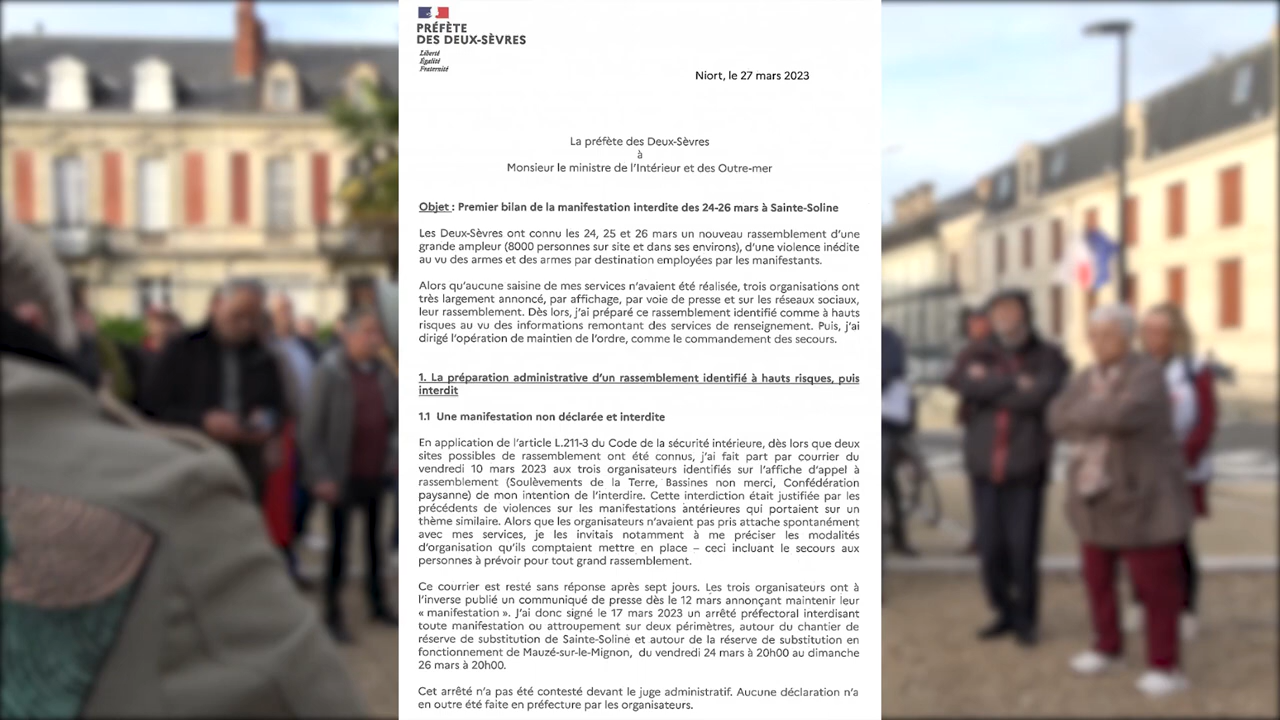 PRÉFÈTE
DES DEUX-SÈVRES
Liberté
Égalité
Fraternité
Niort, le 27 mars 2023
La préfète des Deux-Sèvres
à
Monsieur le ministre de l'Intérieur et des Outre-mer
Objet : Premier bilan de la manifestation interdite des 24-26 mars à Sainte-Soline
Les Deux-Sèvres ont connu les 24, 25 et 26 mars un nouveau rassemblement d'une
grande ampleur (8000 personnes sur site et dans ses environs), d'une violence inédite
au vu des armes et des armes par destination employées par les manifestants.
Alors qu'aucune saisine de mes services n'avaient été réalisée, trois organisations ont
très largement annoncé, par affichage, par voie de presse et sur les réseaux sociaux,
leur rassemblement. Dès lors, j'ai préparé ce rassemblement identifié comme à hauts
risques au vu des informations remontant des services de renseignement. Puis, j'ai
dirigé l'opération de maintien de l'ordre, comme le commandement des secours.
1. La préparation administrative d'un rassemblement identifié à hauts risques, puis
interdit
1.1 Une manifestation non déclarée et interdite
En application de l'article L.211-3 du Code de la sécurité intérieure, dès lors que deux
sites possibles de rassemblement ont été connus, j'ai fait part par courrier du
vendredi 10 mars 2023 aux trois organisateurs identifiés sur l'affiche d'appel à
rassemblement (Soulèvements de la Terre, Bassines non merci, Confédération
paysanne) de mon intention de l'interdire. Cette interdiction était justifiée par les
précédents de violences sur les manifestations antérieures qui portaient sur un
thème similaire. Alors que les organisateurs n'avaient pas pris attache spontanément
avec mes services, je les invitais notamment à me préciser les modalités
d'organisation qu'ils comptaient mettre en place – ceci incluant le secours aux
personnes à prévoir pour tout grand rassemblement.
Ce courrier est resté sans réponse après sept jours. Les trois organisateurs ont à
l'inverse publié un communiqué de presse dès le 12 mars annonçant maintenir leur
« manifestation ». J'ai donc signé le 17 mars 2023 un arrêté préfectoral interdisant
toute manifestation ou attroupement sur deux périmètres, autour du chantier de
réserve de substitution de Sainte-Soline et autour de la réserve de substitution en
fonctionnement de Mauzé-sur-le-Mignon, du vendredi 24 mars à 20h00 au dimanche
26 mars à 20h00.
Cet arrêté n'a pas été contesté devant le juge administratif. Aucune déclaration n'a
en outre été faite en préfecture par les organisateurs.